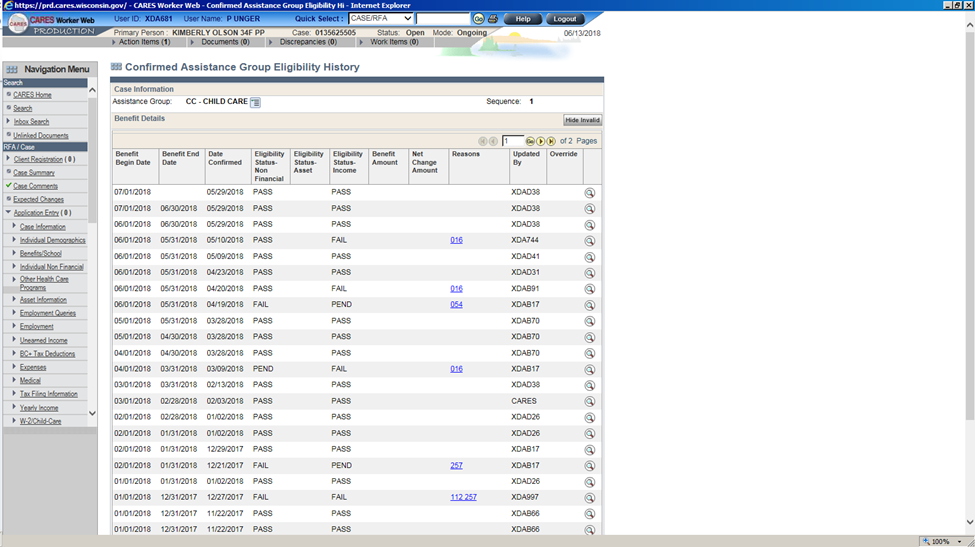 https://prd.cares.wisconsin.gov/ - CARES Worker Web - Confirmed Assistance Group Eligibility Hi - Internet Explorer
CARES Worker Web
PRODUCTION
User ID: XDA681 User Name: P UNGER Quick Select: CASE/RFA Go Help Logout
Primary Person: KIMBERLY OLSON 34F PP Case: 0135625505 Status: Open Mode: Ongoing 06/13/2018
Action Items (1) Documents (0) Discrepancies (0) Work Items (0)
Navigation Menu
Search
CARES Home
Search
Inbox Search
Unlinked Documents
RFA / Case
Client Registration ( 0 )
Case Summary
Case Comments
Expected Changes
Application Entry ( 0 )
Case Information
Individual Demographics
Benefits/School
Individual Non Financial
Other Health Care
Programs
Asset Information
Employment Queries
Employment
Unearned Income
BC+ Tax Deductions
Expenses
Medical
Tax Filing Information
Yearly Income
W-2/Child-Care
Confirmed Assistance Group Eligibility History
Case Information
Assistance Group: CC - CHILD CARE Sequence: 1
Benefit Details Hide Invalid
1 Go of 2 Pages
Benefit Begin Date Benefit End Date Date Confirmed Eligibility Status- Non Financial Eligibility Status- Asset Eligibility Status- Income Benefit Amount Net Change Amount Reasons Updated By Override
07/01/2018 05/29/2018 PASS PASS XDAD38
07/01/2018 06/30/2018 05/29/2018 PASS PASS XDAD38
06/01/2018 06/30/2018 05/29/2018 PASS PASS XDAD38
06/01/2018 05/31/2018 05/10/2018 PASS FAIL 016 XDA744
06/01/2018 05/31/2018 05/09/2018 PASS PASS XDAD41
06/01/2018 05/31/2018 04/23/2018 PASS PASS XDAD31
06/01/2018 05/31/2018 04/20/2018 PASS FAIL 016 XDAB91
06/01/2018 05/31/2018 04/19/2018 FAIL PEND 054 XDAB17
05/01/2018 05/31/2018 03/28/2018 PASS PASS XDAB70
05/01/2018 04/30/2018 03/28/2018 PASS PASS XDAB70
04/01/2018 04/30/2018 03/28/2018 PASS PASS XDAB70
04/01/2018 03/31/2018 03/09/2018 PEND FAIL 016 XDAB17
03/01/2018 03/31/2018 02/13/2018 PASS PASS XDAD38
03/01/2018 02/28/2018 02/03/2018 PASS PASS CARES
02/01/2018 02/28/2018 01/02/2018 PASS PASS XDAD26
02/01/2018 01/31/2018 01/02/2018 PASS PASS XDAD26
02/01/2018 01/31/2018 12/29/2017 PASS PASS XDAB17
02/01/2018 01/31/2018 12/21/2017 FAIL PEND 257 XDAB17
01/01/2018 01/31/2018 01/02/2018 PASS PASS XDAD26
01/01/2018 12/31/2017 12/27/2017 FAIL FAIL 112 257 XDA997
01/01/2018 12/31/2017 11/22/2017 PASS PASS XDAB66
01/01/2018 12/31/2017 11/22/2017 PASS PASS XDAB66
100%